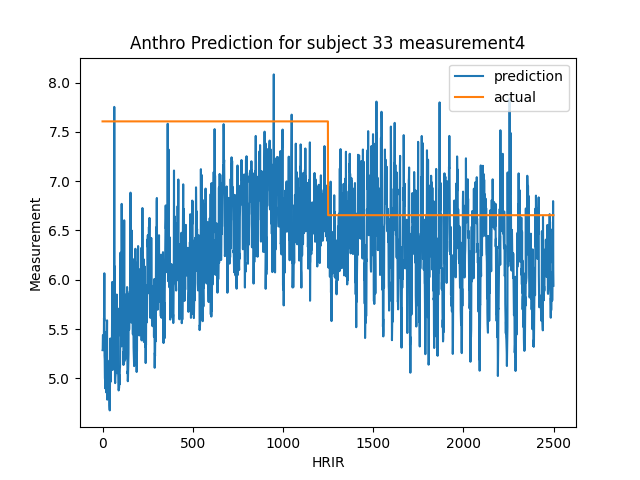 Anthro Prediction for subject 33 measurement4
prediction
actual
8.0
7.5
7.0
6.5
6.0
5.5
5.0
Measurement
0
500
1000
1500
2000
2500
HRIR